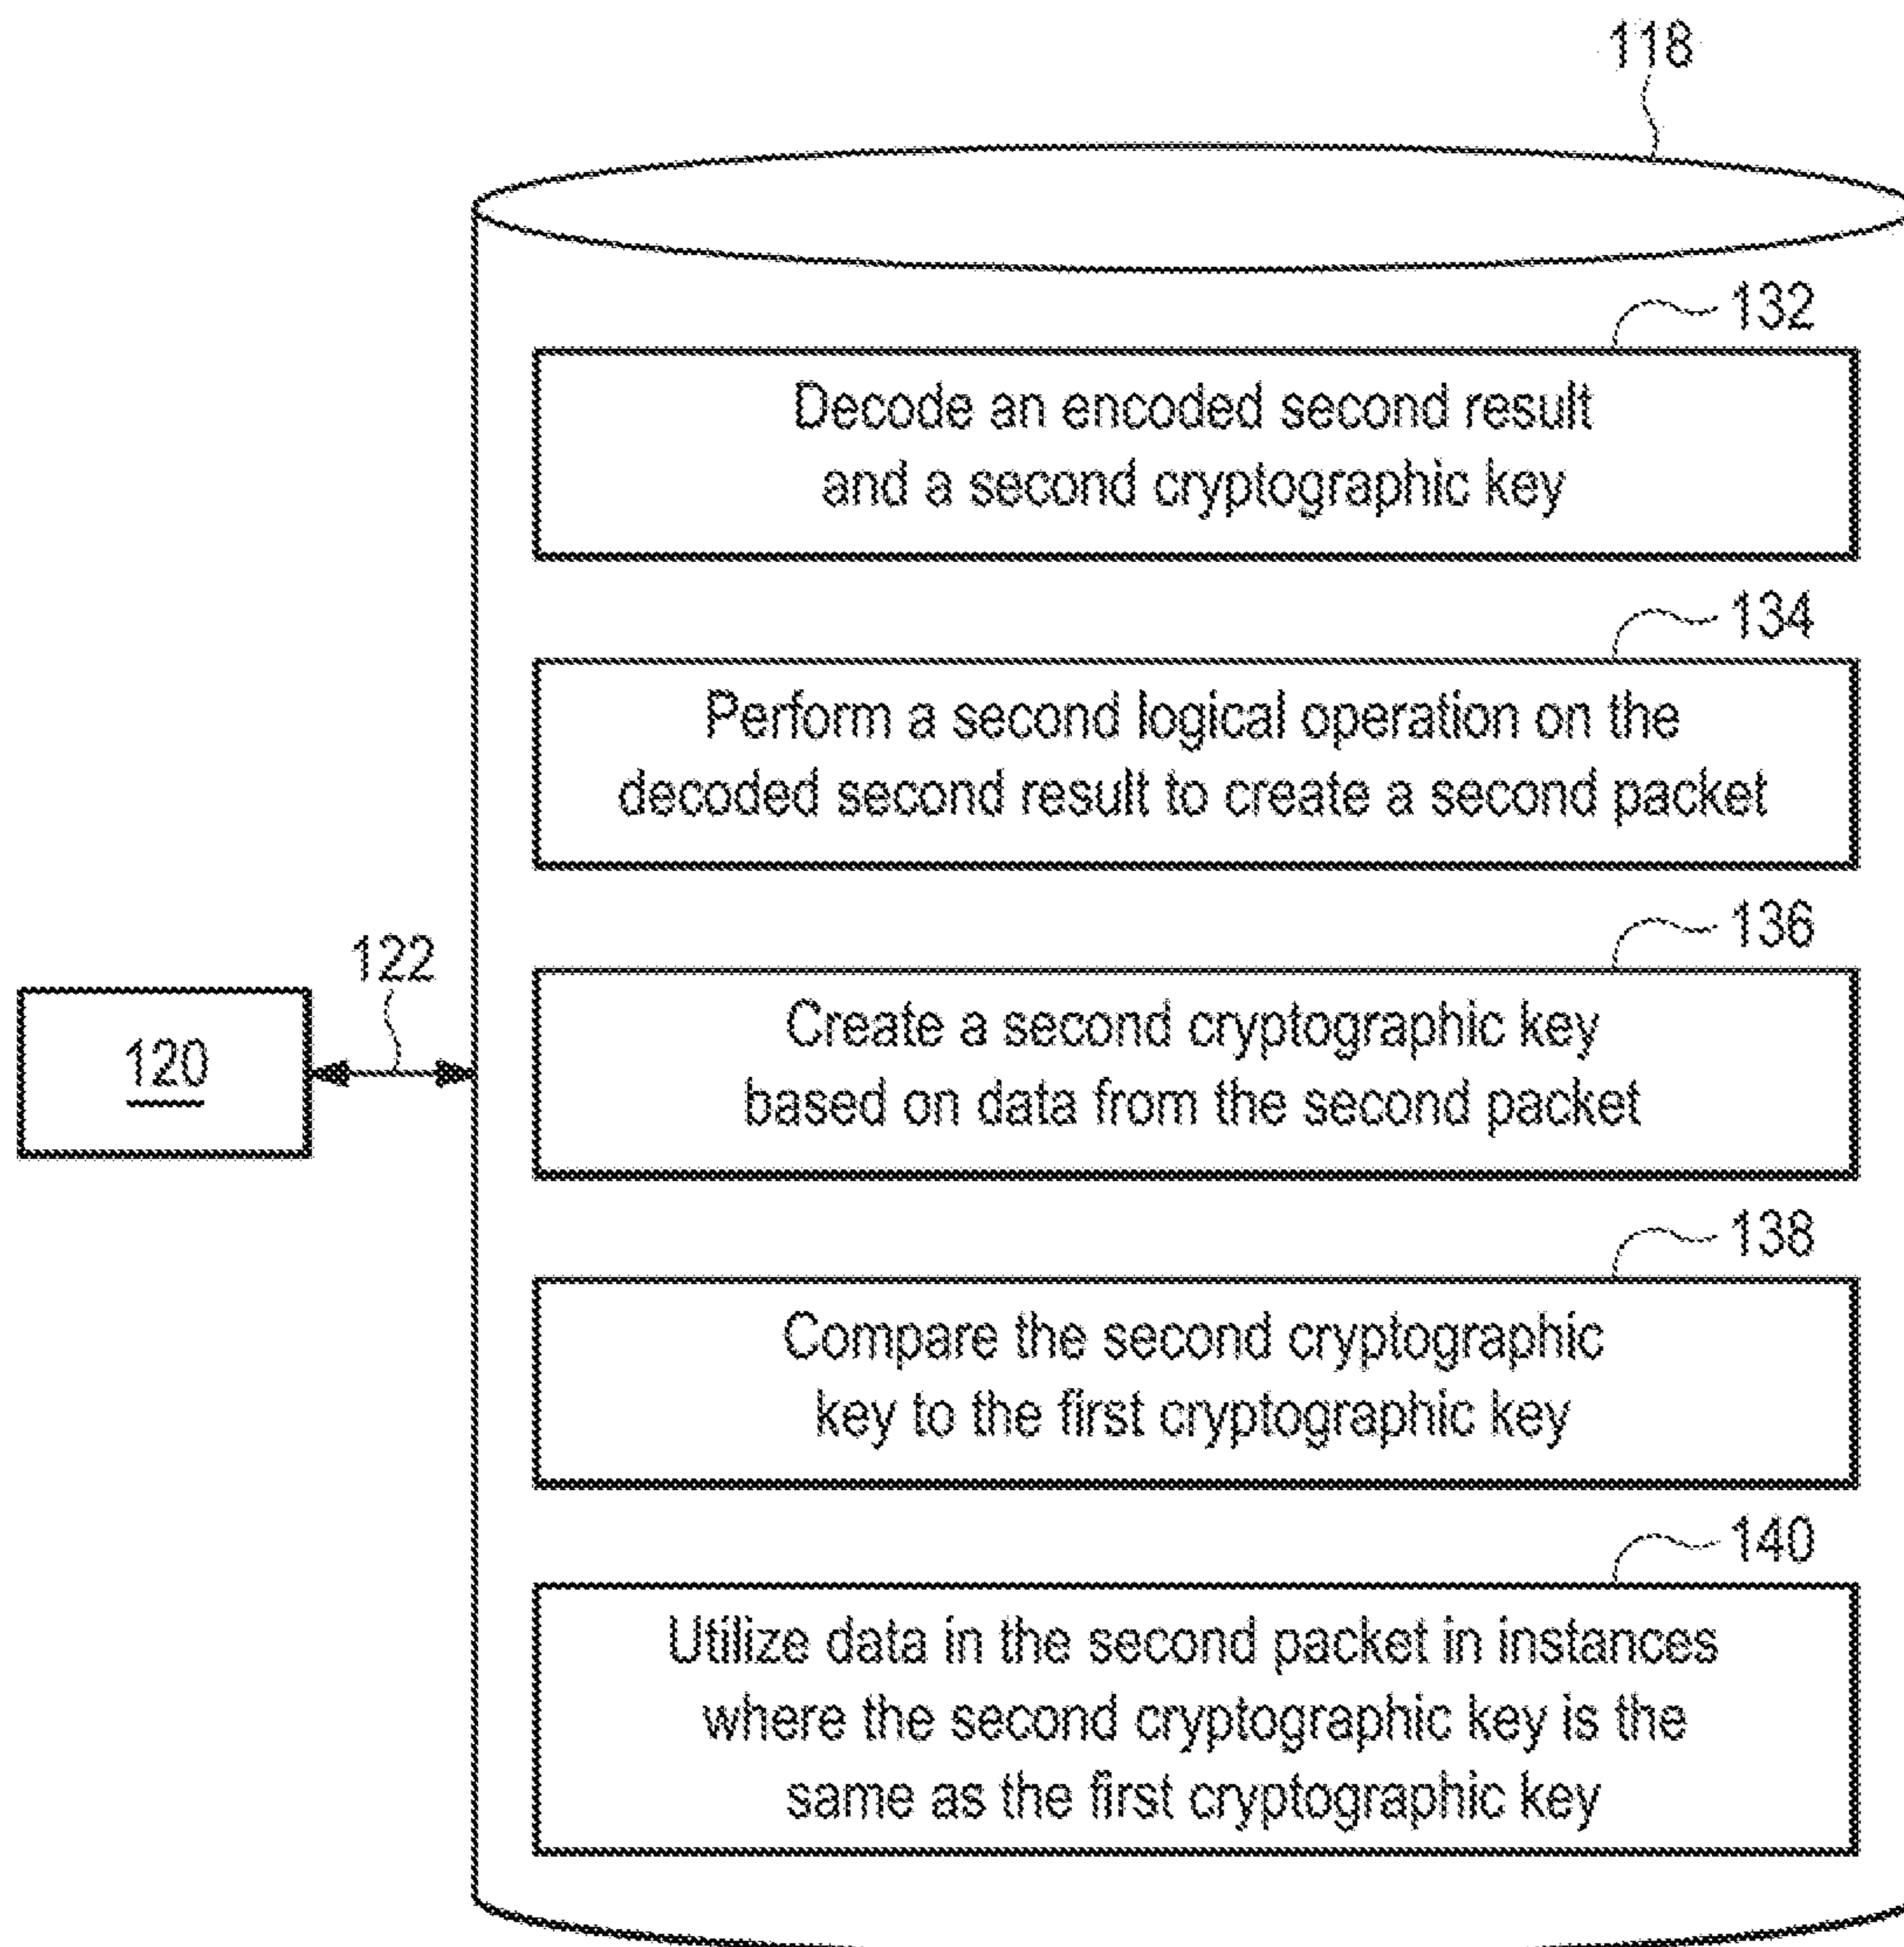 118
132
Decode an encoded second result
and a second cryptographic key
134
Perform a second logical operation on the
decoded second result to create a second packet
136
Create a second cryptographic key
based on data from the second packet
122
120
138
Compare the second cryptographic
key to the first cryptographic key
140
Utilize data in the second packet in instances
where the second cryptographic key is the
same as the first cryptographic key